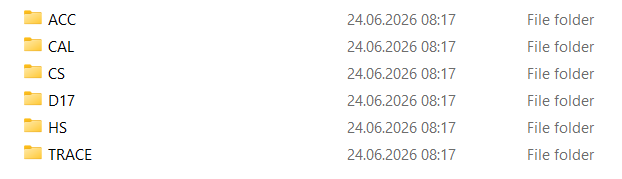 ACC 24.06.2026 08:17 File folder
CAL 24.06.2026 08:17 File folder
CS 24.06.2026 08:17 File folder
D17 24.06.2026 08:17 File folder
HS 24.06.2026 08:17 File folder
TRACE 24.06.2026 08:17 File folder